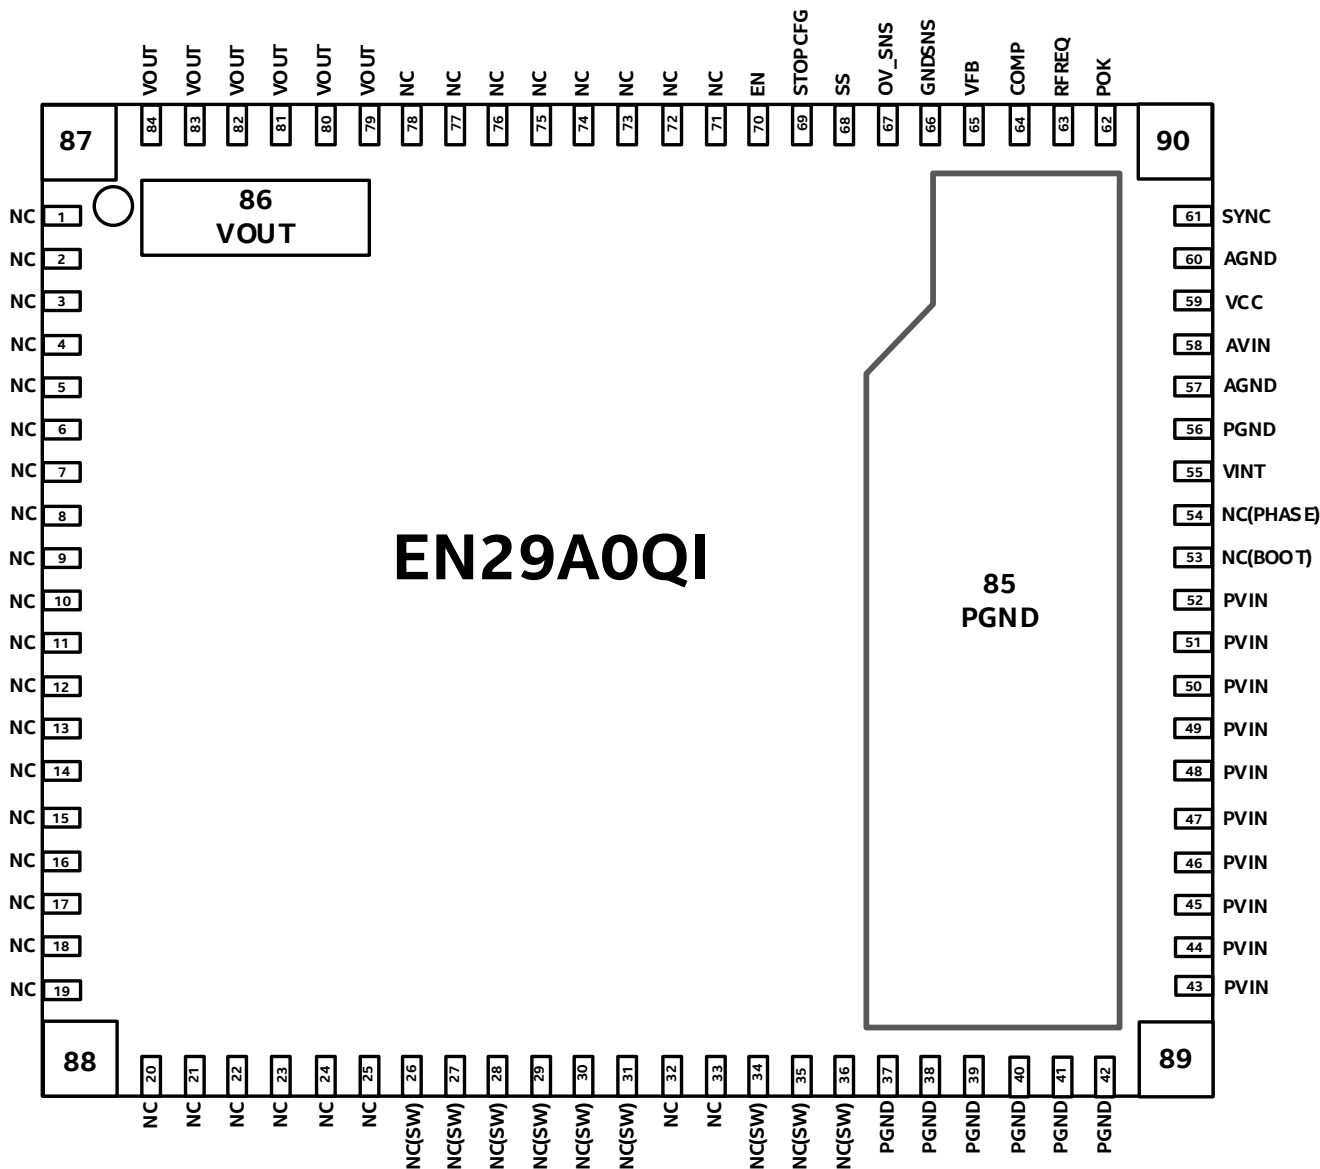 VOUT VOUT VOUT VOUT VOUT VOUT NC NC NC NC NC NC NC NC EN STOPCFG SS OV_SNS GNDSNS VFB COMP RFREQ POK
84 83 82 81 80 79 78 77 76 75 74 73 72 71 70 69 68 67 66 65 64 63 62
87
90
86
VOUT
NC 1
NC 2
NC 3
NC 4
NC 5
NC 6
NC 7
NC 8
NC 9
NC 10
NC 11
NC 12
NC 13
NC 14
NC 15
NC 16
NC 17
NC 18
NC 19
EN29A0QI
85
PGND
61 SYNC
60 AGND
59 VCC
58 AVIN
57 AGND
56 PGND
55 VINT
54 NC(PHASE)
53 NC(BOOT)
52 PVIN
51 PVIN
50 PVIN
49 PVIN
48 PVIN
47 PVIN
46 PVIN
45 PVIN
44 PVIN
43 PVIN
88
89
20 21 22 23 24 25 26 27 28 29 30 31 32 33 34 35 36 37 38 39 40 41 42
NC NC NC NC NC NC NC(SW) NC(SW) NC(SW) NC(SW) NC(SW) NC(SW) NC NC NC(SW) NC(SW) NC(SW) PGND PGND PGND PGND PGND PGND